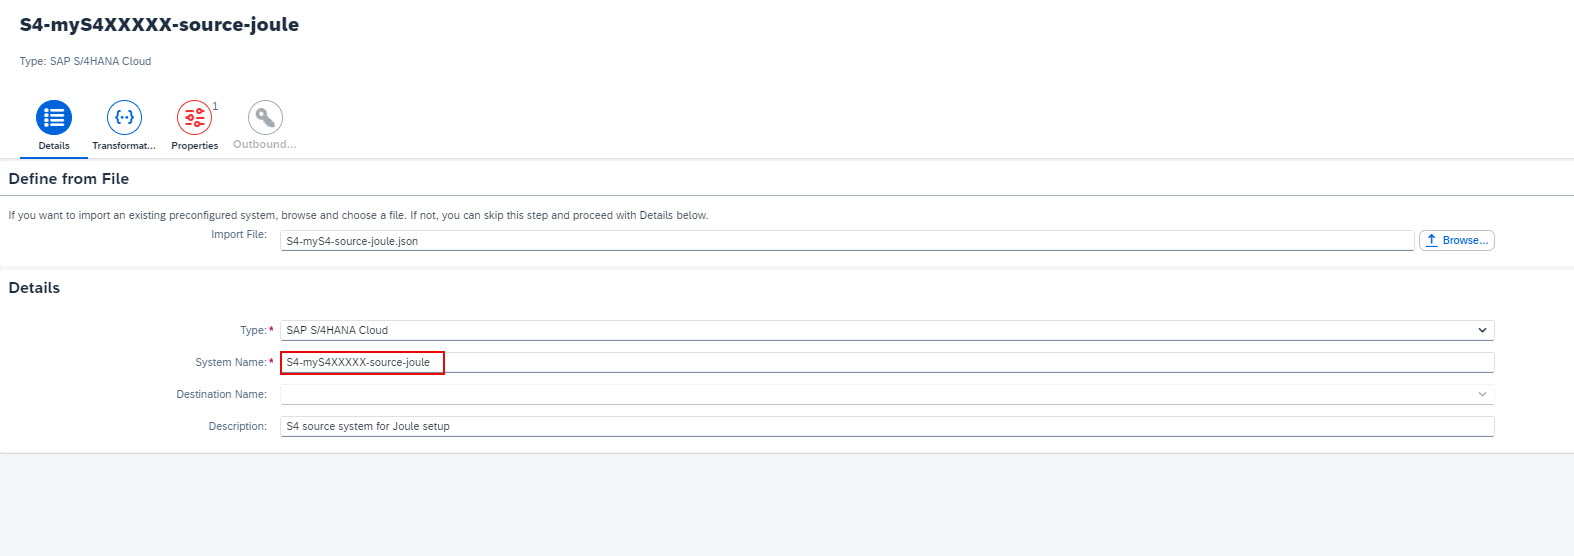 S4-myS4XXXXX-source-joule
Type: SAP S/4HANA Cloud
1
Details Transformat... Properties Outbound...
Define from File
If you want to import an existing preconfigured system, browse and choose a file. If not, you can skip this step and proceed with Details below.
Import File: S4-myS4-source-joule.json Browse...
Details
Type:* SAP S/4HANA Cloud
System Name:* S4-myS4XXXXX-source-joule
Destination Name:
Description: S4 source system for Joule setup